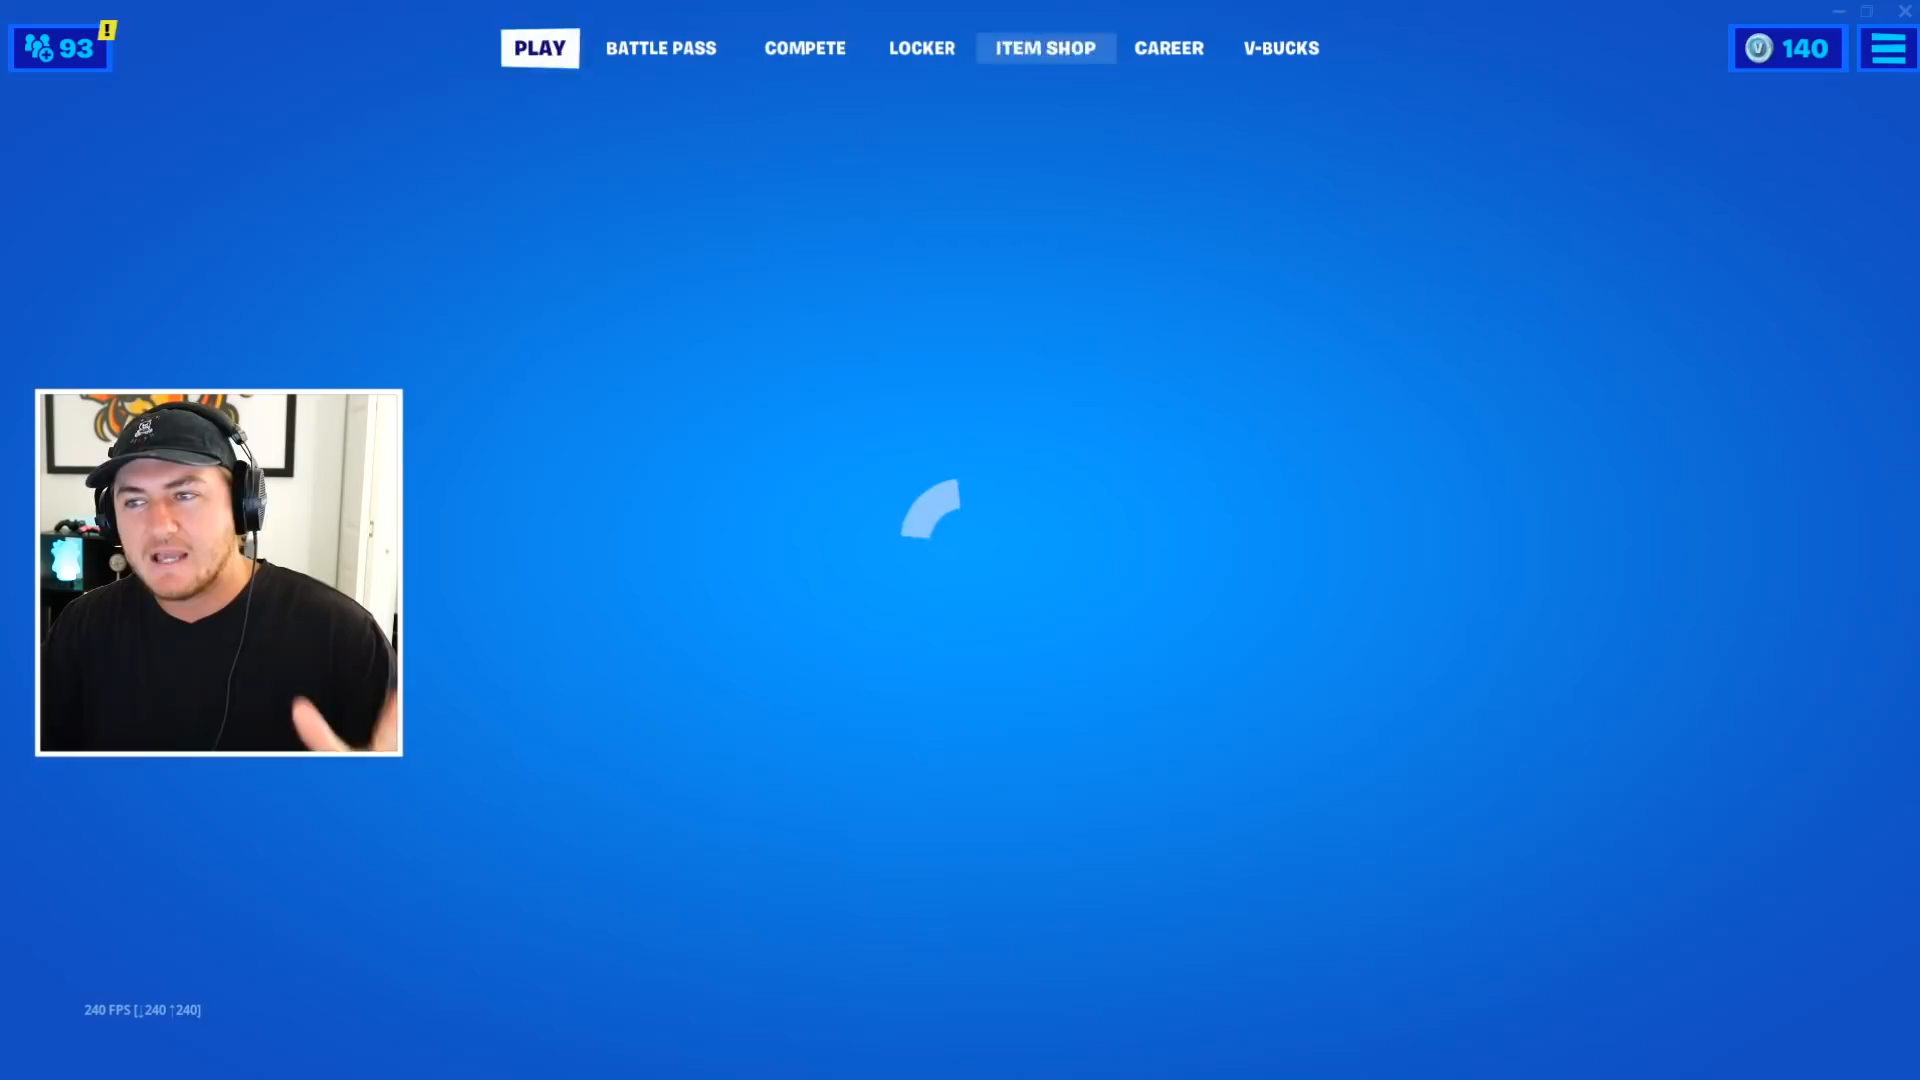 93
!
PLAY
BATTLE PASS
COMPETE
LOCKER
ITEM SHOP
CAREER
V-BUCKS
V 140
240 FPS [↓240 ↑240]